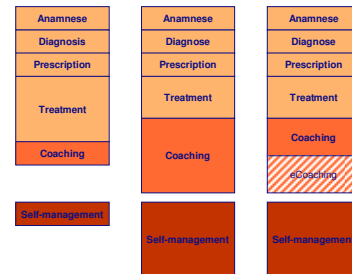 Anamnese
Diagnosis
Prescription
Treatment
Coaching
Self-management
Anamnese
Diagnose
Prescription
Treatment
Coaching
Self-management
Anamnese
Diagnose
Prescription
Treatment
Coaching
eCoaching
Self-management